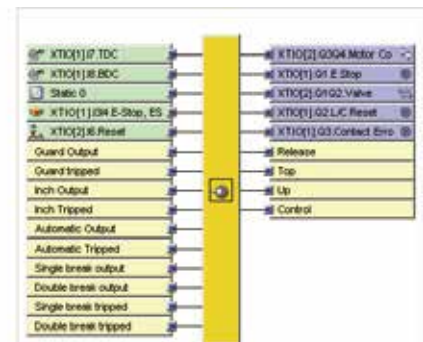 XTIO[1].I7.TDC
XTIO[1].I8.BDC
Static 0
XTIO[1].I3I4 E-Stop, ES
XTIO[2].I6.Reset
Guard Output
Guard tripped
Inch Output
Inch Tripped
Automatic Output
Automatic Tripped
Single break output
Double break output
Single break tripped
Double break tripped
XTIO[2].Q3Q4.Motor Co
XTIO[1].Q1.E Stop
XTIO[2].Q1Q2.Valve
XTIO[1].Q2.L/C Reset
XTIO[1].Q3.Contact Erro
Release
Top
Up
Control